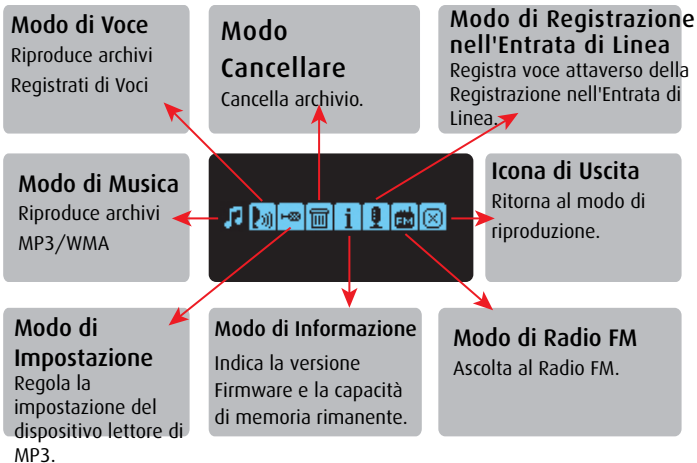 Modo di Voce
Riproduce archivi
Registrati di Voci
Modo
Cancellare
Cancella archivio.
Modo di Registrazione
nell'Entrata di Linea
Registra voce attaverso della
Registrazione nell'Entrata di
Linea.
Modo di Musica
Riproduce archivi
MP3/WMA
i
FM
Icona di Uscita
Ritorna al modo di
riproduzione.
Modo di
Impostazione
Regola la
impostazione del
dispositivo lettore di
MP3.
Modo di Informazione
Indica la versione
Firmware e la capacità
di memoria rimanente.
Modo di Radio FM
Ascolta al Radio FM.